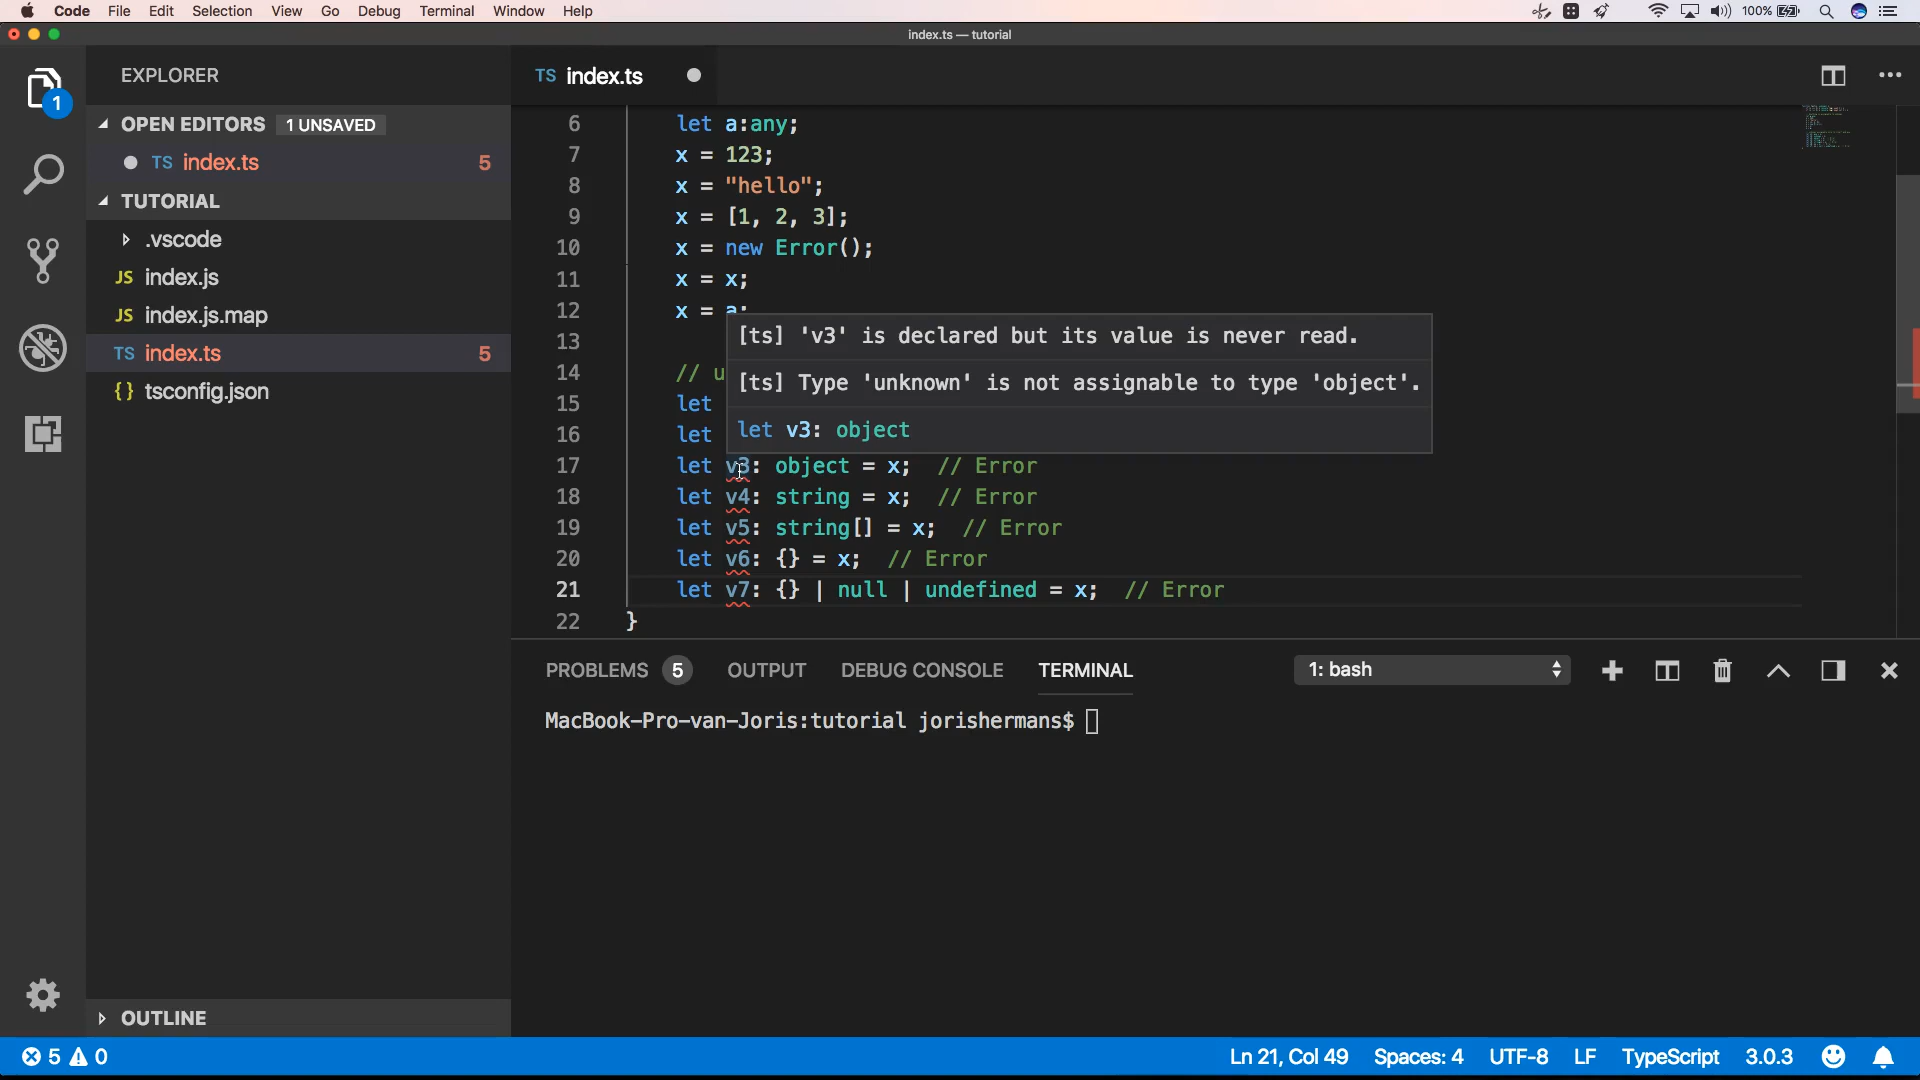 Code File Edit Selection View Go Debug Terminal Window Help
100%
index.ts — tutorial
EXPLORER
OPEN EDITORS 1 UNSAVED
TS index.ts 5
TUTORIAL
.vscode
JS index.js
JS index.js.map
TS index.ts 5
{} tsconfig.json
OUTLINE
1
TS index.ts
6 let a:any;
7 x = 123;
8 x = "hello";
9 x = [1, 2, 3];
10 x = new Error();
11 x = x;
12 x = a;
13
14 // u
15 let
16 let
[ts] 'v3' is declared but its value is never read.
[ts] Type 'unknown' is not assignable to type 'object'.
let v3: object
17 let v3: object = x; // Error
18 let v4: string = x; // Error
19 let v5: string[] = x; // Error
20 let v6: {} = x; // Error
21 let v7: {} | null | undefined = x; // Error
22 }
PROBLEMS 5 OUTPUT DEBUG CONSOLE TERMINAL 1: bash
MacBook-Pro-van-Joris:tutorial jorishermans$
5 0 Ln 21, Col 49 Spaces: 4 UTF-8 LF TypeScript 3.0.3